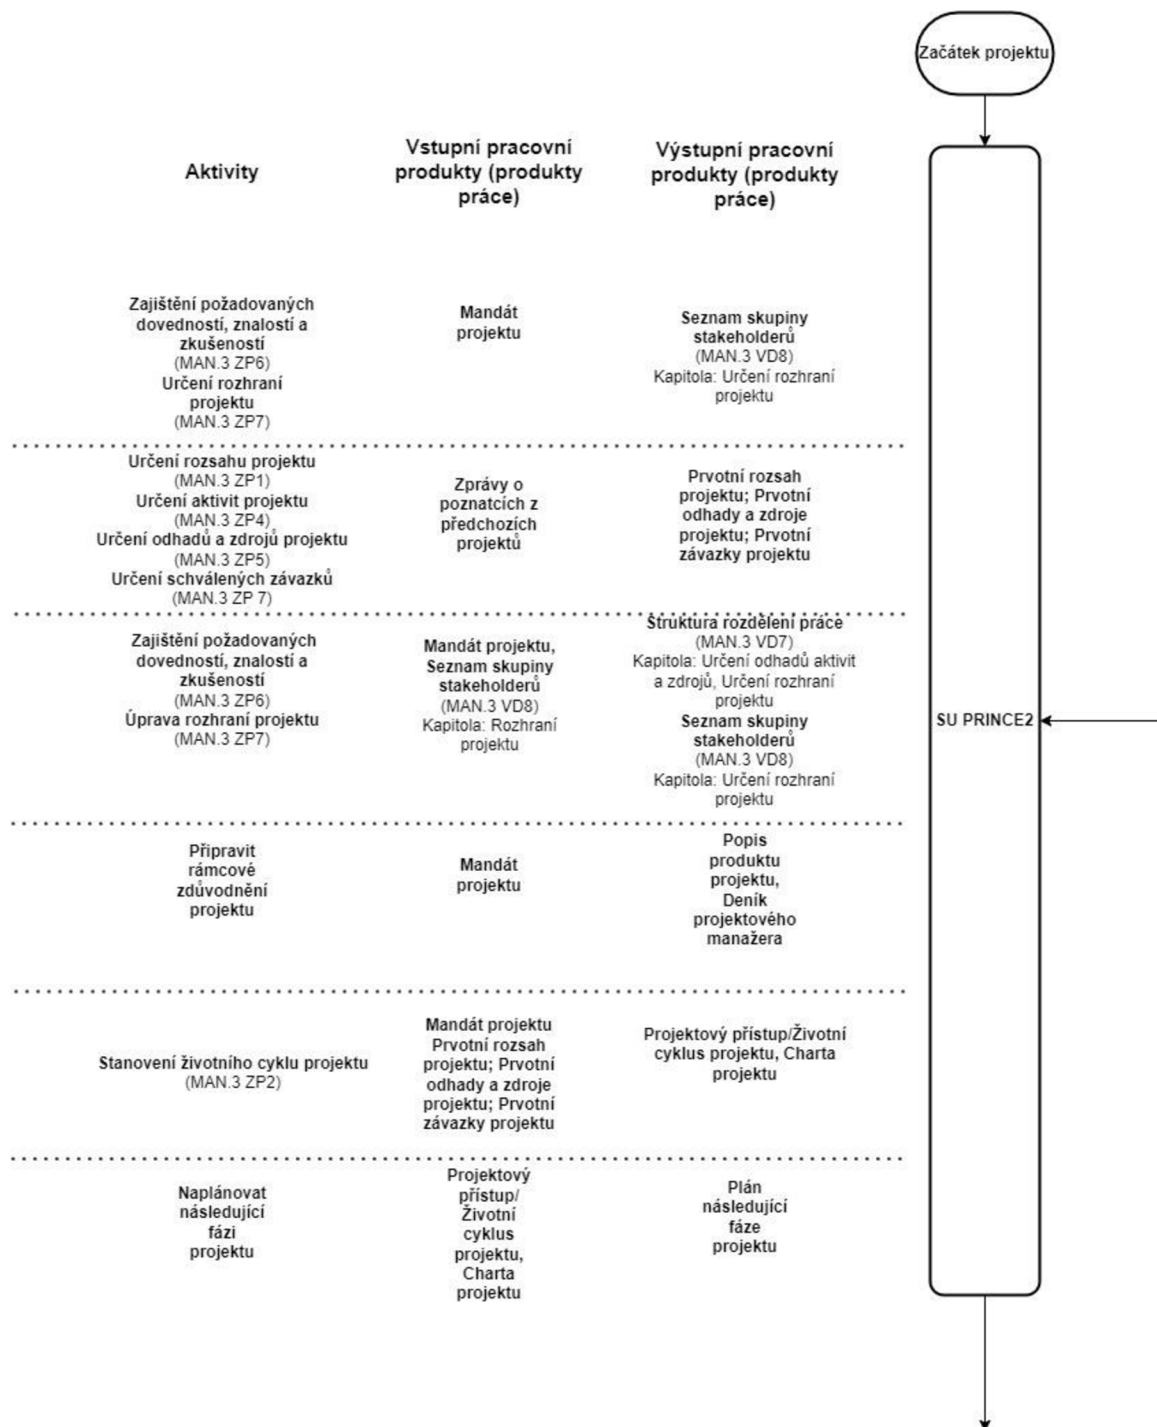 Začátek projektu
Aktivity
Vstupní pracovní
produkty (produkty
práce)
Výstupní pracovní
produkty (produkty
práce)
Zajištění požadovaných
dovedností, znalostí a
zkušeností
(MAN.3 ZP6)
Určení rozhraní
projektu
(MAN.3 ZP7)
Mandát
projektu
Seznam skupiny
stakeholderů
(MAN.3 VD8)
Kapitola: Určení rozhraní
projektu
Určení rozsahu projektu
(MAN.3 ZP1)
Určení aktivit projektu
(MAN.3 ZP4)
Určení odhadů a zdrojů projektu
(MAN.3 ZP5)
Určení schválených závazků
(MAN.3 ZP 7)
Zprávy o
poznatcích z
předchozích
projektů
Prvotní rozsah
projektu; Prvotní
odhady a zdroje
projektu; Prvotní
závazky projektu
Zajištění požadovaných
dovedností, znalostí a
zkušeností
(MAN.3 ZP6)
Úprava rozhraní projektu
(MAN.3 ZP7)
Mandát projektu,
Seznam skupiny
stakeholderů
(MAN.3 VD8)
Kapitola: Rozhraní
projektu
Struktura rozdělení práce
(MAN.3 VD7)
Kapitola: Určení odhadů aktivit
a zdrojů, Určení rozhraní
projektu
Seznam skupiny
stakeholderů
(MAN.3 VD8)
Kapitola: Určení rozhraní
projektu
SU PRINCE2
Připravit
rámcové
zdůvodnění
projektu
Mandát
projektu
Popis
produktu
projektu,
Deník
projektového
manažera
Stanovení životního cyklu projektu
(MAN.3 ZP2)
Mandát projektu
Prvotní rozsah
projektu; Prvotní
odhady a zdroje
projektu; Prvotní
závazky projektu
Projektový přístup/Životní
cyklus projektu, Charta
projektu
Naplánovat
následující
fázi
projektu
Projektový
přístup/
Životní
cyklus
projektu,
Charta
projektu
Plán
následující
fáze
projektu